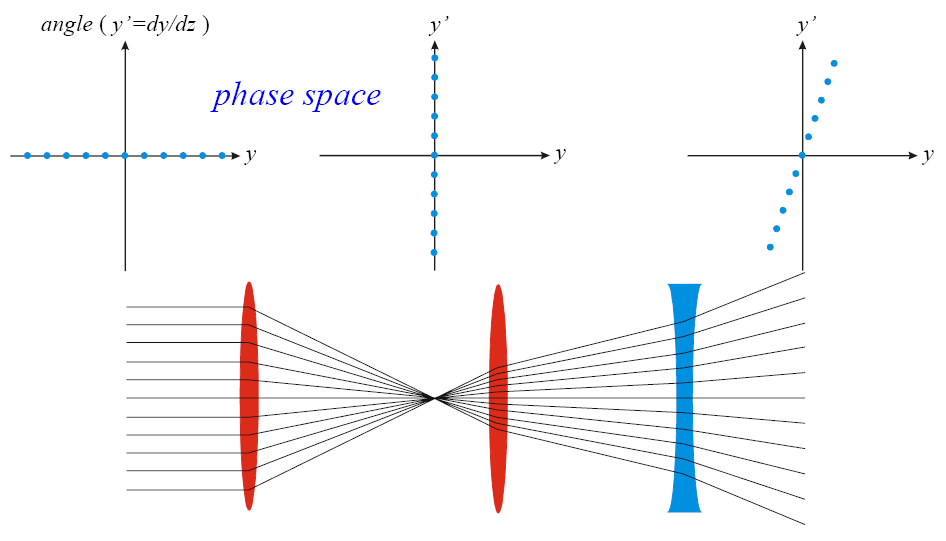 angle ( y’=dy/dz )
y’
y’
phase space
y
y
y